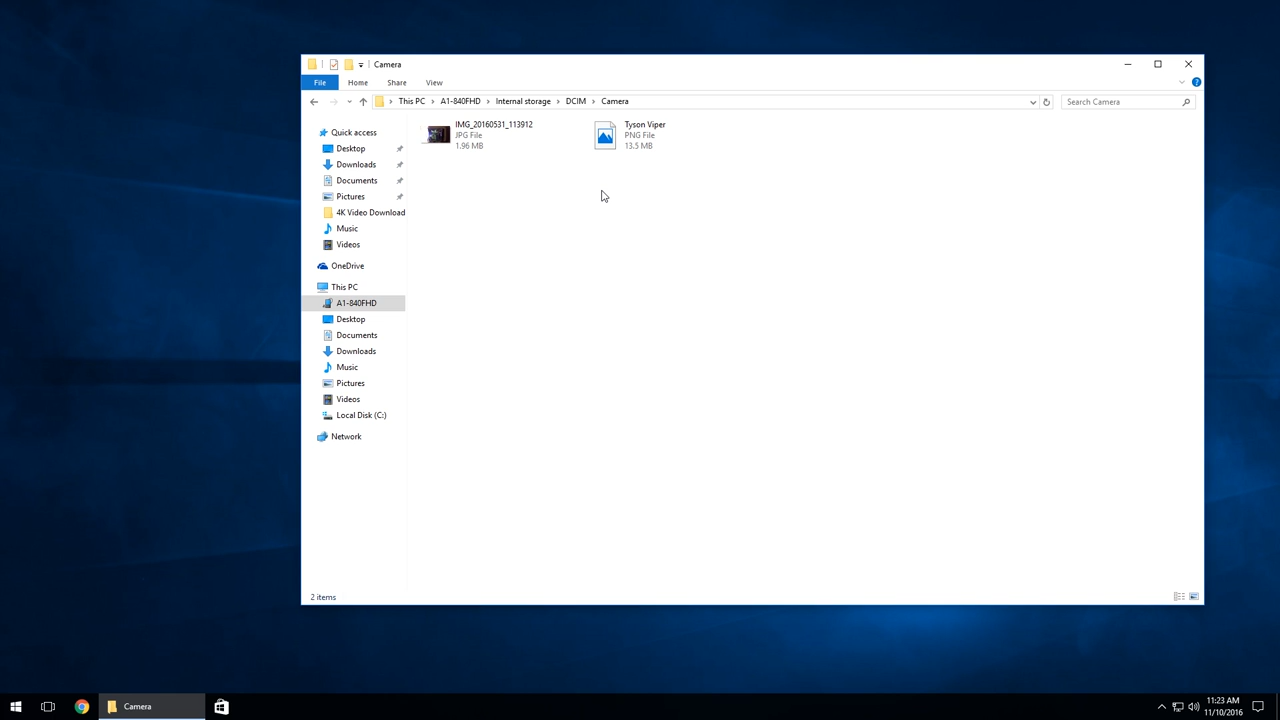 Camera
File Home Share View
This PC A1-840FHD Internal storage DCIM Camera
Search Camera
Quick access
Desktop
Downloads
Documents
Pictures
4K Video Download
Music
Videos
OneDrive
This PC
A1-840FHD
Desktop
Documents
Downloads
Music
Pictures
Videos
Local Disk (C:)
Network
IMG_20160531_113912
JPG File
1.96 MB
Tyson Viper
PNG File
13.5 MB
2 items
Camera
11:23 AM
11/10/2016